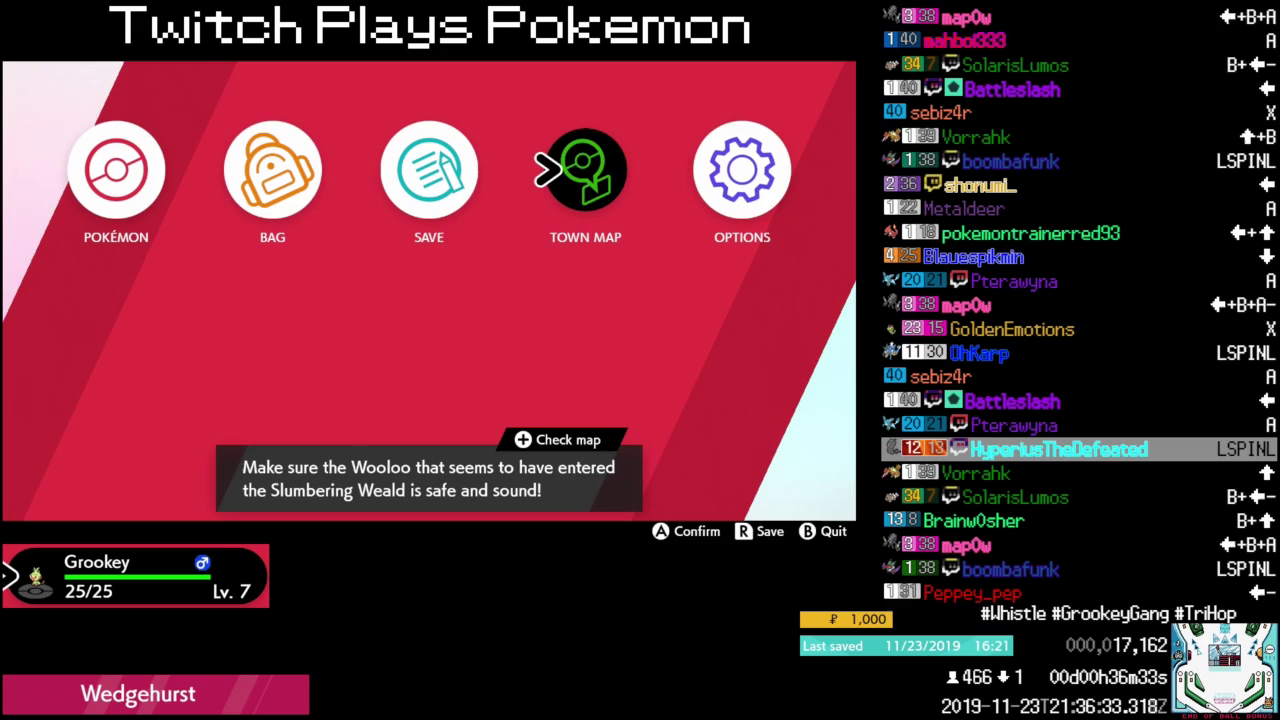 Twitch Plays Pokemon
POKÉMON
BAG
SAVE
TOWN MAP
OPTIONS
+ Check map
Make sure the Wooloo that seems to have entered
the Slumbering Weald is safe and sound!
A Confirm R Save B Quit
Grookey ♂
25/25 Lv. 7
Wedgehurst
3 38 map0w ←+B+A
1 40 mahboi333 A
34 7 SolarisLumos B+←-
1 40 Battleslash ←
40 sebiz4r X
1 39 Vorrahk ↑+B
1 38 boombafunk LSPINL
2 36 shonumi_ ←
1 22 Metaldeer A
1 18 pokemontrainerred93 ←+↑
4 25 Blauespikmin ↓
20 21 Pterawyna A
3 38 map0w ←+B+A-
23 15 GoldenEmotions X
11 30 OhKarp LSPINL
40 sebiz4r A
1 40 Battleslash ←
20 21 Pterawyna A
12 13 HyperiusTheDefeated LSPINL
1 39 Vorrahk ↑
34 7 SolarisLumos B+←-
13 8 Brainw0sher B+↑
3 38 map0w ←+B+A
1 38 boombafunk LSPINL
1 31 Peppey_pep ←-
#Whistle #GrookeyGang #TriHop
₽ 1,000
Last saved 11/23/2019 16:21
000,017,162
466 ↓ 1 00d00h36m33s
2019-11-23T21:36:33.318Z
END OF BALL BONUS